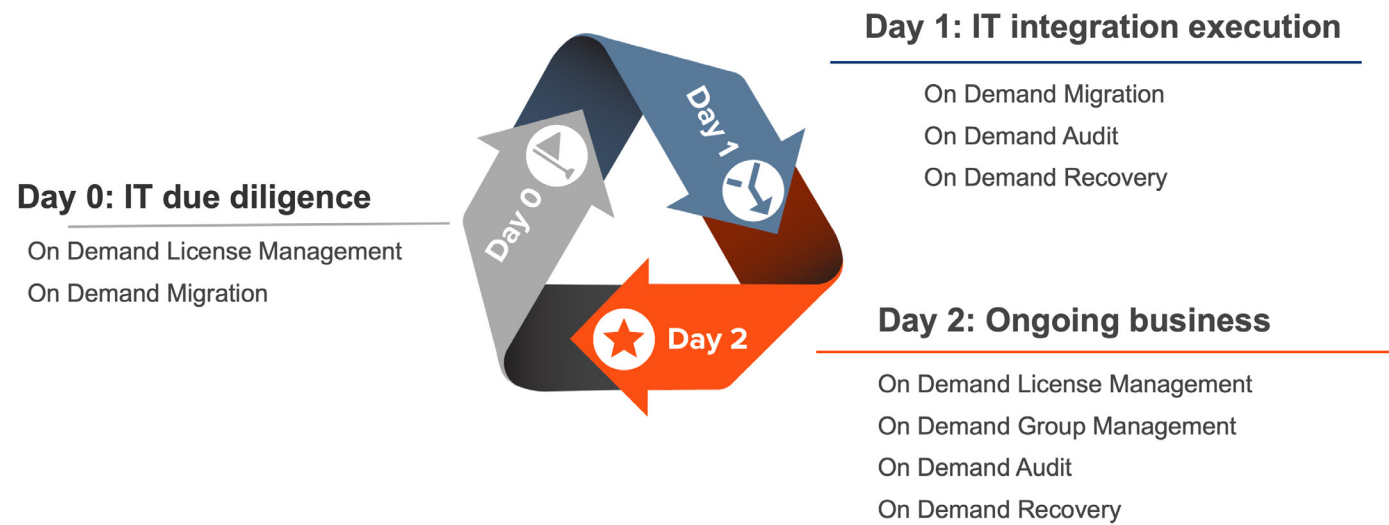 Day 0: IT due diligence
On Demand License Management
On Demand Migration
Day 0
Day 1
Day 2
Day 1: IT integration execution
On Demand Migration
On Demand Audit
On Demand Recovery
Day 2: Ongoing business
On Demand License Management
On Demand Group Management
On Demand Audit
On Demand Recovery